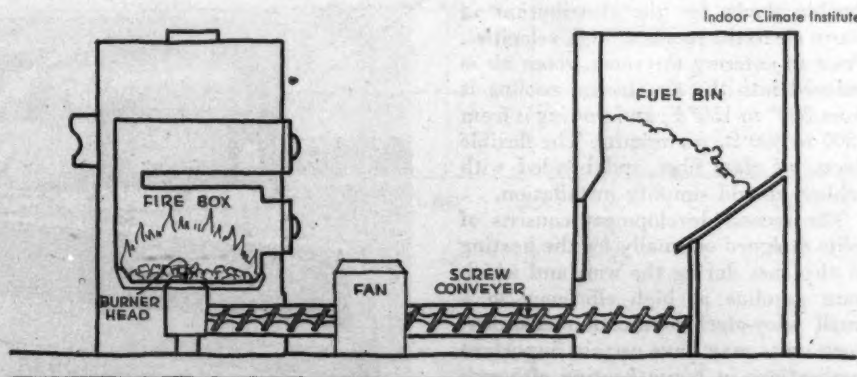 Indoor Climate Institute
FUEL BIN
FIRE BOX
SCREW
CONVEYER
FAN
BURNER
HEAD